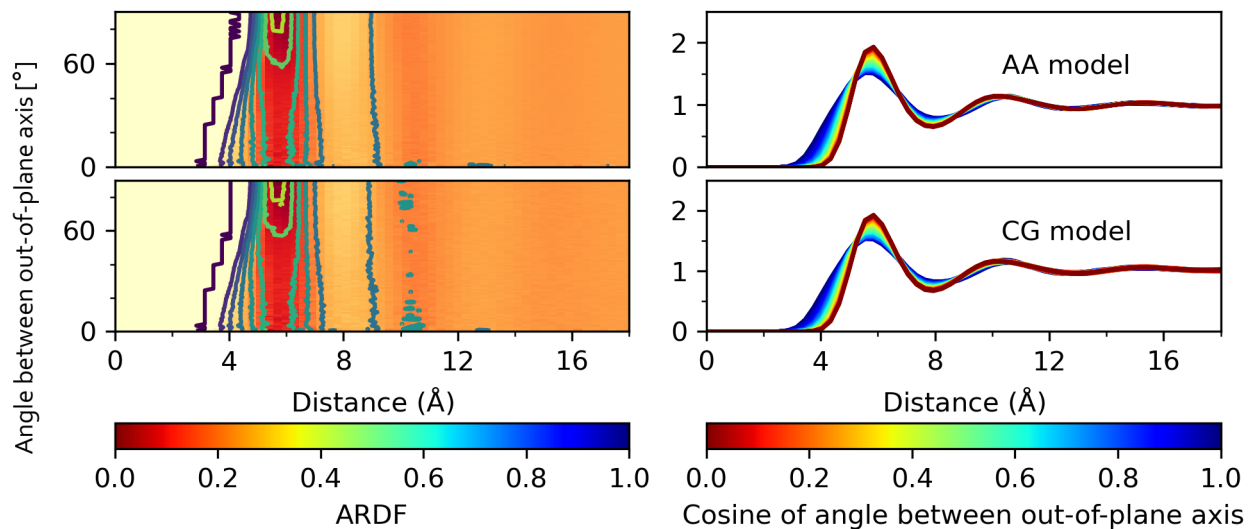 Angle between out-of-plane axis [°]
60
0
60
0
0 4 8 12 16
Distance (Å)
0.0 0.2 0.4 0.6 0.8 1.0
ARDF
2
1
0
AA model
2
1
0
CG model
0 4 8 12 16
Distance (Å)
0.0 0.2 0.4 0.6 0.8 1.0
Cosine of angle between out-of-plane axis